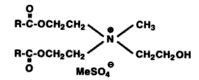 O
R-C-OCH₂CH₂ ⊕ CH₃
N
O
R-C-OCH₂CH₂ CH₂CH₂OH
MeSO₄⊖